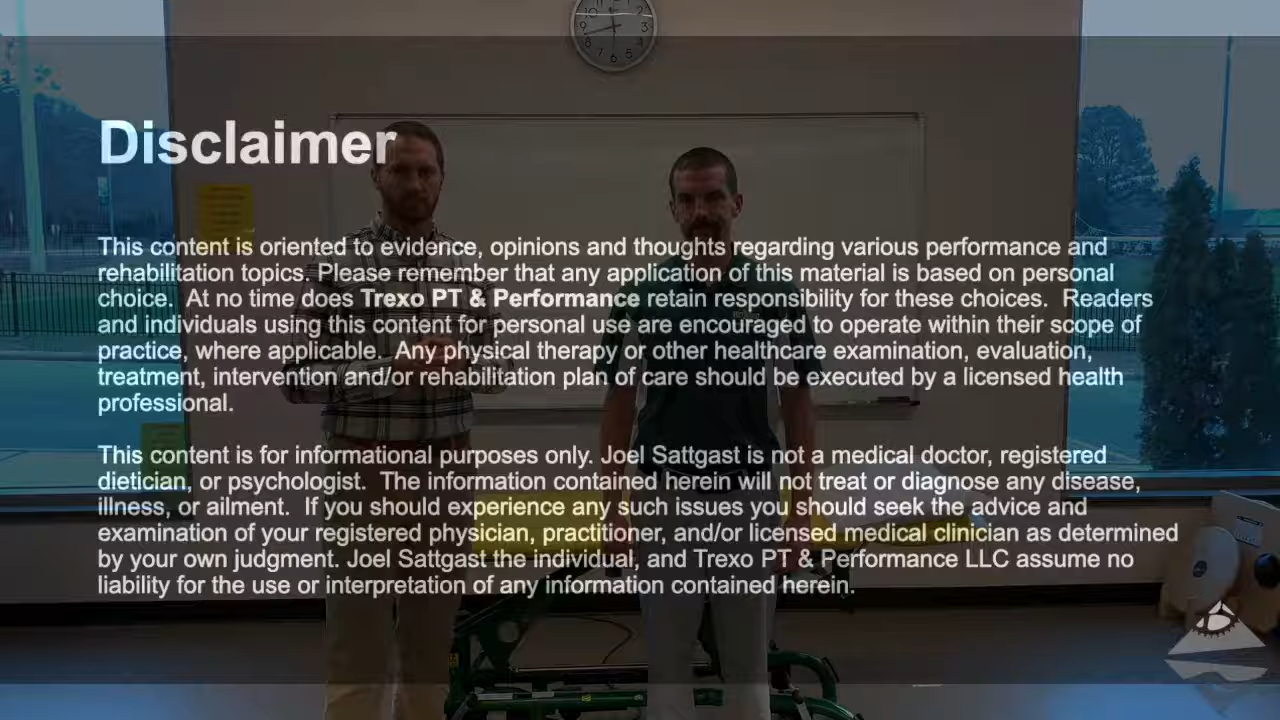 Disclaimer
This content is oriented to evidence, opinions and thoughts regarding various performance and
rehabilitation topics. Please remember that any application of this material is based on personal
choice.  At no time does Trexo PT & Performance retain responsibility for these choices.  Readers
and individuals using this content for personal use are encouraged to operate within their scope of
practice, where applicable.  Any physical therapy or other healthcare examination, evaluation,
treatment, intervention and/or rehabilitation plan of care should be executed by a licensed health
professional.
This content is for informational purposes only. Joel Sattgast is not a medical doctor, registered
dietician, or psychologist.  The information contained herein will not treat or diagnose any disease,
illness, or ailment.  If you should experience any such issues you should seek the advice and
examination of your registered physician, practitioner, and/or licensed medical clinician as determined
by your own judgment. Joel Sattgast the individual, and Trexo PT & Performance LLC assume no
liability for the use or interpretation of any information contained herein.